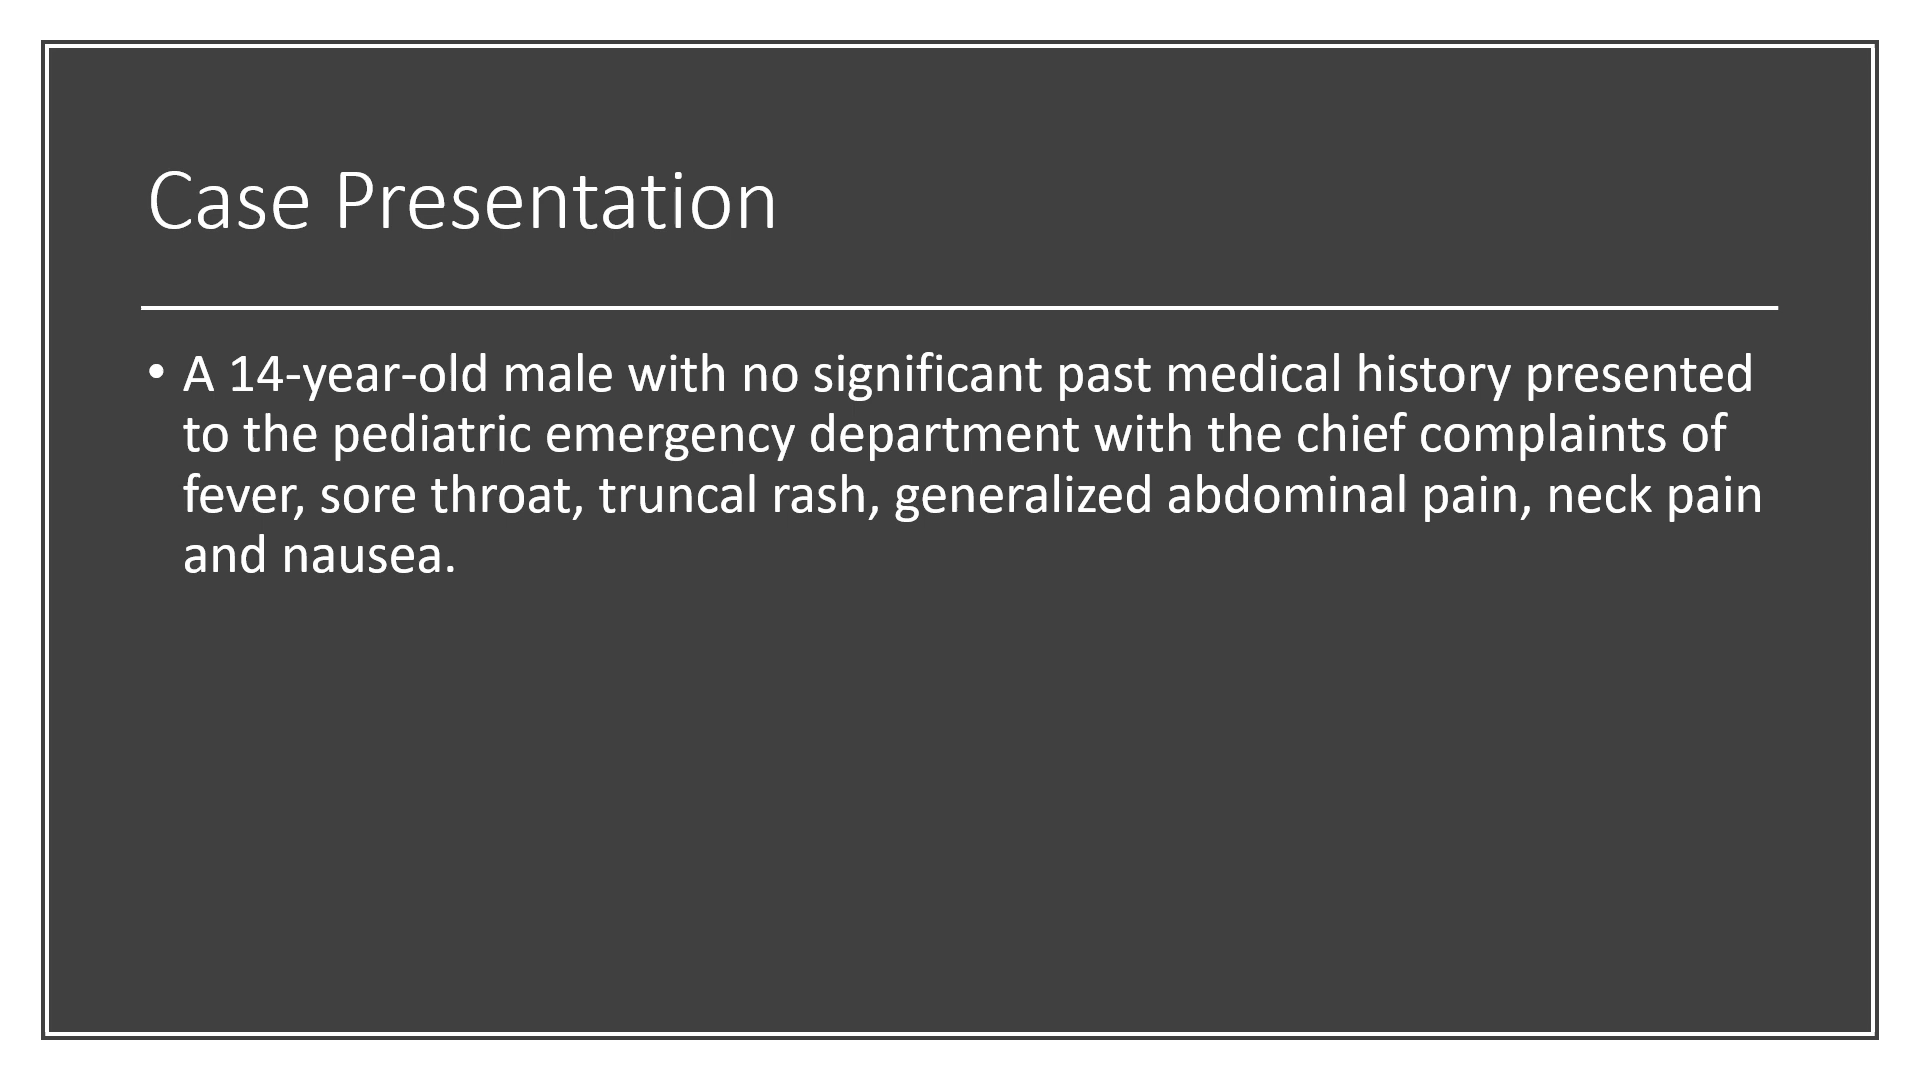 Case Presentation
• A 14-year-old male with no significant past medical history presented
to the pediatric emergency department with the chief complaints of
fever, sore throat, truncal rash, generalized abdominal pain, neck pain
and nausea.